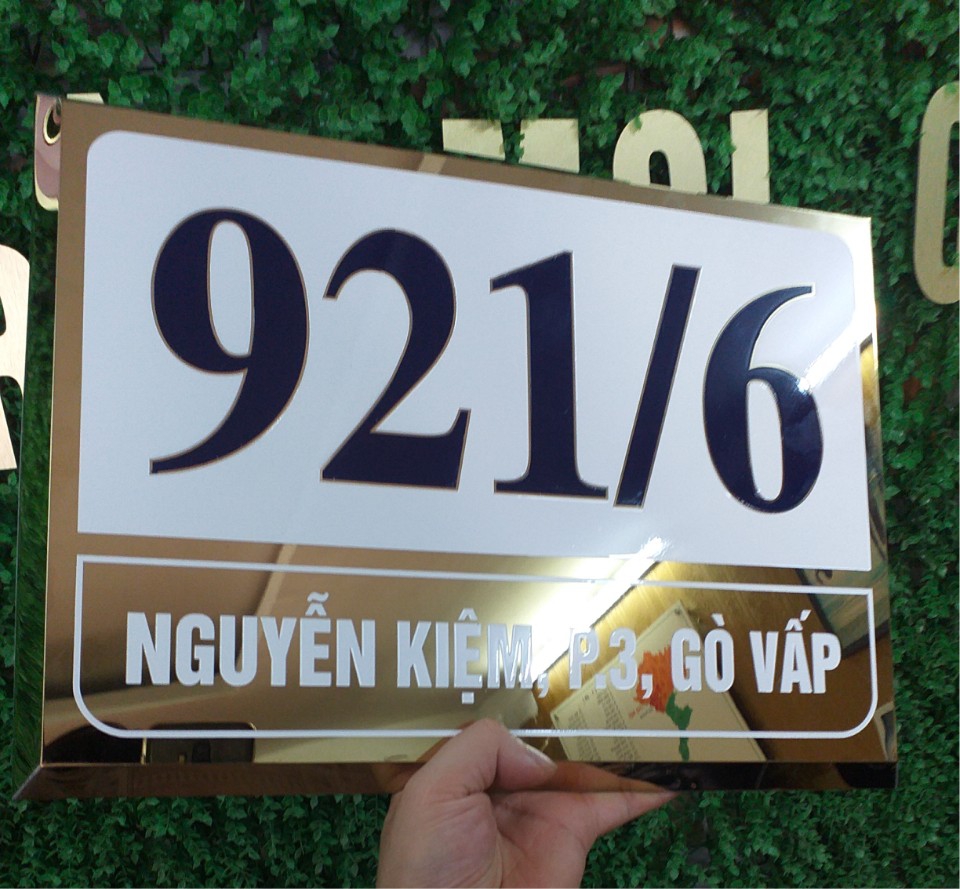 921/6
NGUYỄN KIỆM, P.3, GÒ VẤP